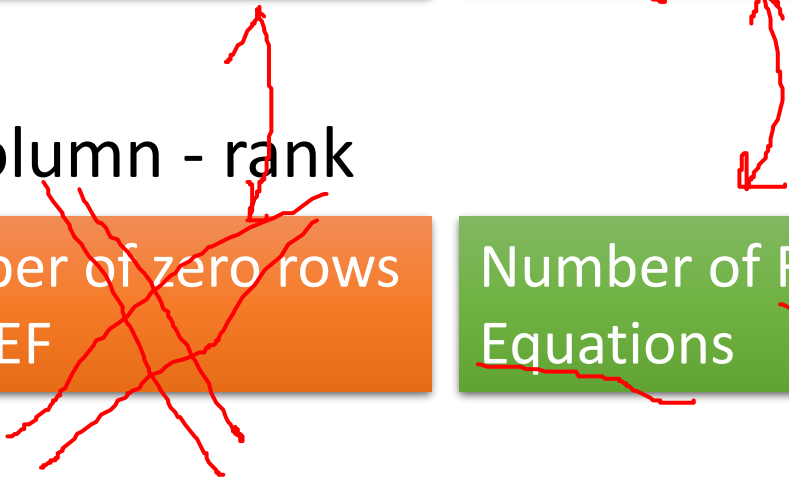 olumn - rank
ber of zero rows
EF
Number of
Equations